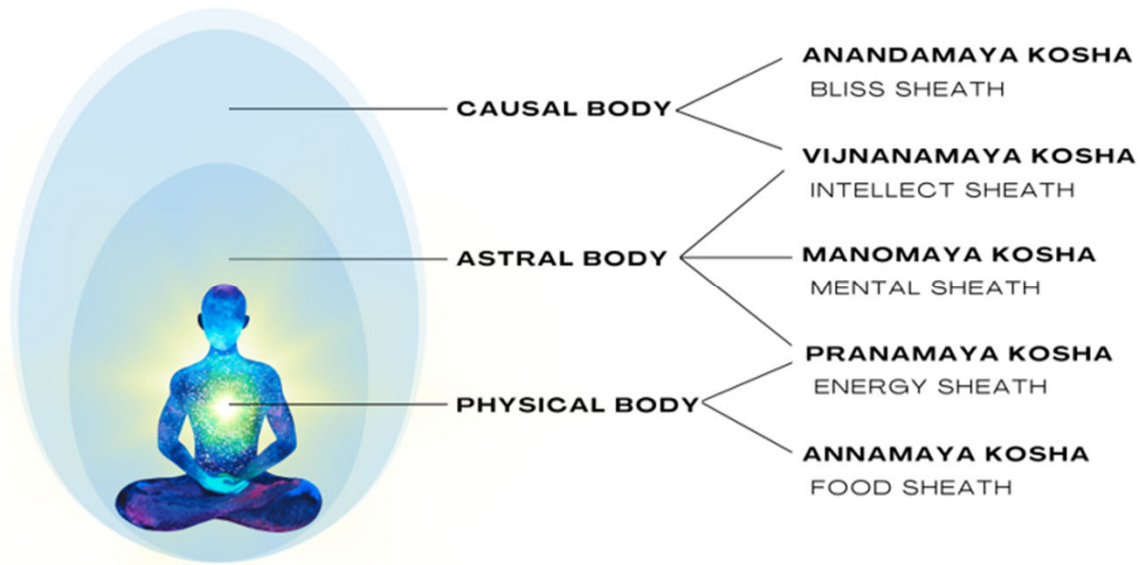 CAUSAL BODY
ASTRAL BODY
PHYSICAL BODY
ANANDAMAYA KOSHA
BLISS SHEATH
VIJNANAMAYA KOSHA
INTELLECT SHEATH
MANOMAYA KOSHA
MENTAL SHEATH
PRANAMAYA KOSHA
ENERGY SHEATH
ANNAMAYA KOSHA
FOOD SHEATH